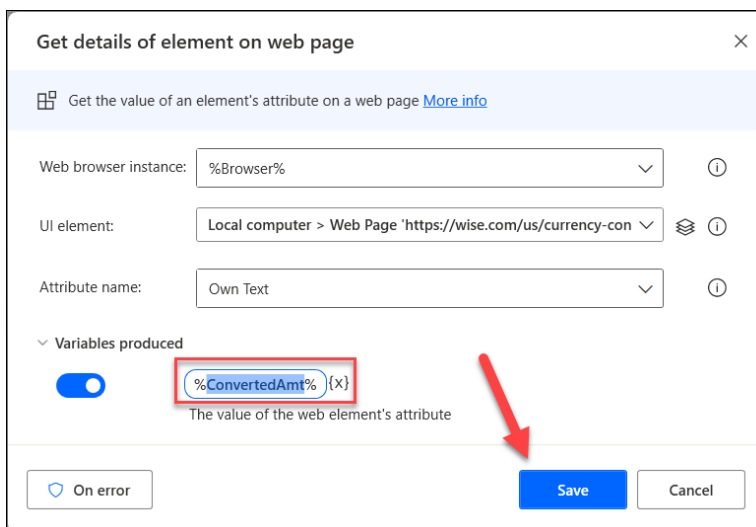 Get details of element on web page
Get the value of an element's attribute on a web page More info
Web browser instance: %Browser%
UI element: Local computer > Web Page 'https://wise.com/us/currency-con
Attribute name: Own Text
Variables produced
%ConvertedAmt% {x}
The value of the web element's attribute
On error Save Cancel